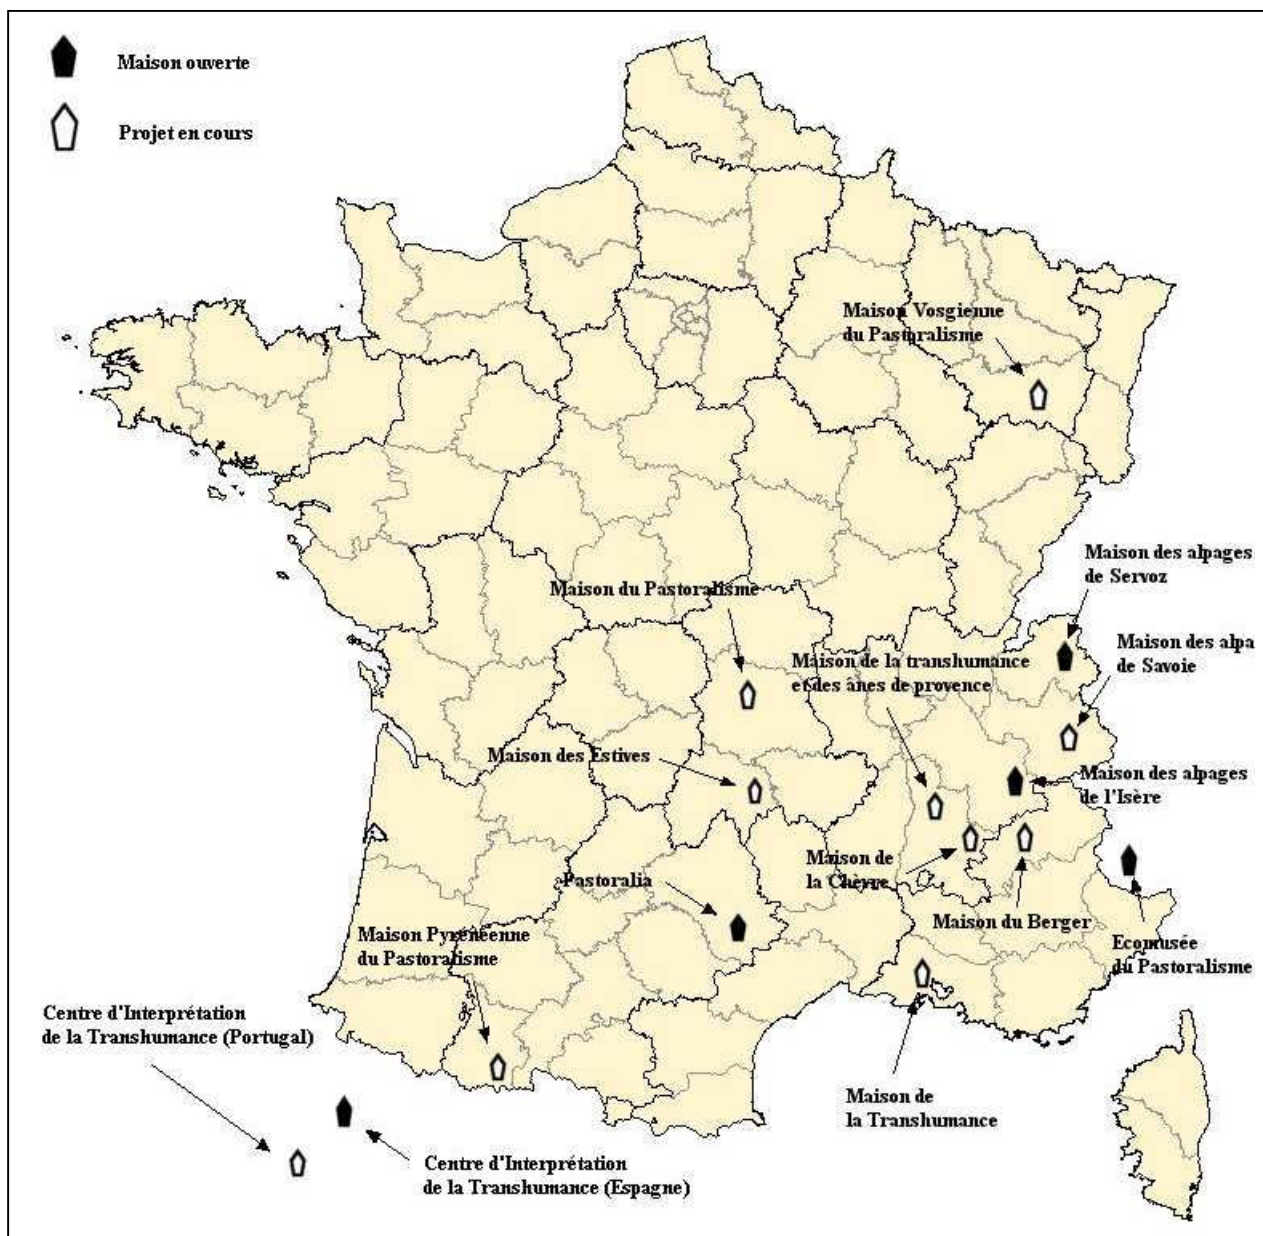 Maison ouverte
Projet en cours
Maison Vosgienne
du Pastoralisme
Maison des alpages
de Servoz
Maison du Pastoralisme
Maison des alpa
de Savoie
Maison de la transhumance
et des ânes de provence
Maison des Estives
Maison des alpages
de l'Isère
Maison de
la Chèvre
Pastoralia
Maison du Berger
Maison Pyrénéenne
du Pastoralisme
Ecomusée
du Pastoralisme
Centre d'Interprétation
de la Transhumance (Portugal)
Maison de
la Transhumance
Centre d'Interprétation
de la Transhumance (Espagne)